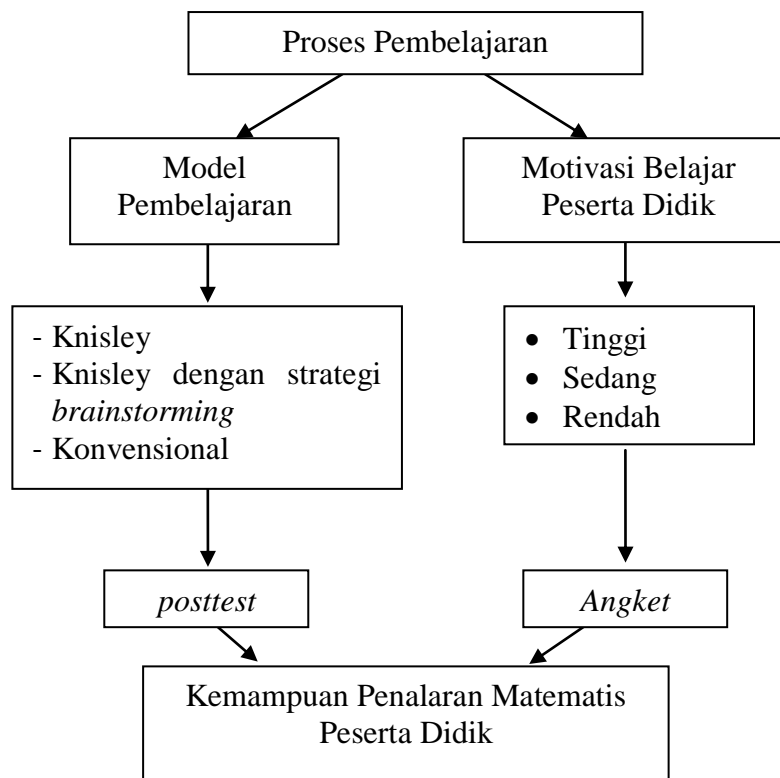 Proses Pembelajaran
Model
Pembelajaran
Motivasi Belajar
Peserta Didik
- Knisley
- Knisley dengan strategi
brainstorming
- Konvensional
• Tinggi
• Sedang
• Rendah
posttest
Angket
Kemampuan Penalaran Matematis
Peserta Didik